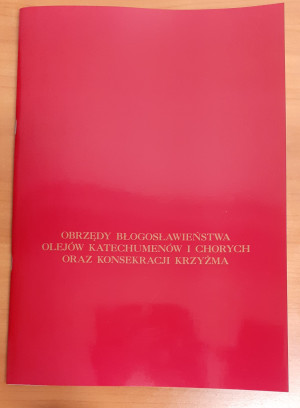 OBRZĘDY BŁOGOSŁAWIEŃSTWA
OLEJÓW KATECHUMENÓW I CHORYCH
ORAZ KONSEKRACJI KRZYŻMA